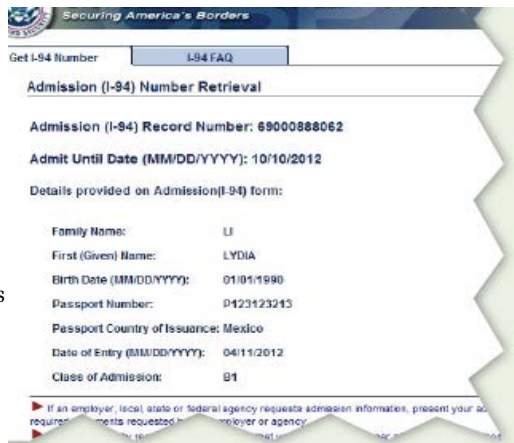 Securing America's Borders
Get I-94 Number
I-94 FAQ
Admission (I-94) Number Retrieval
Admission (I-94) Record Number: 69000888062
Admit Until Date (MM/DD/YYYY): 10/10/2012
Details provided on Admission(I-94) form:
Family Name: LI
First (Given) Name: LYDIA
Birth Date (MM/DD/YYYY): 01/01/1990
Passport Number: P123123213
Passport Country of Issuance: Mexico
Date of Entry (MM/DD/YYYY): 04/11/2012
Class of Admission: B1
s
If an employer, local, state or federal agency requests admission information, present your
required requested